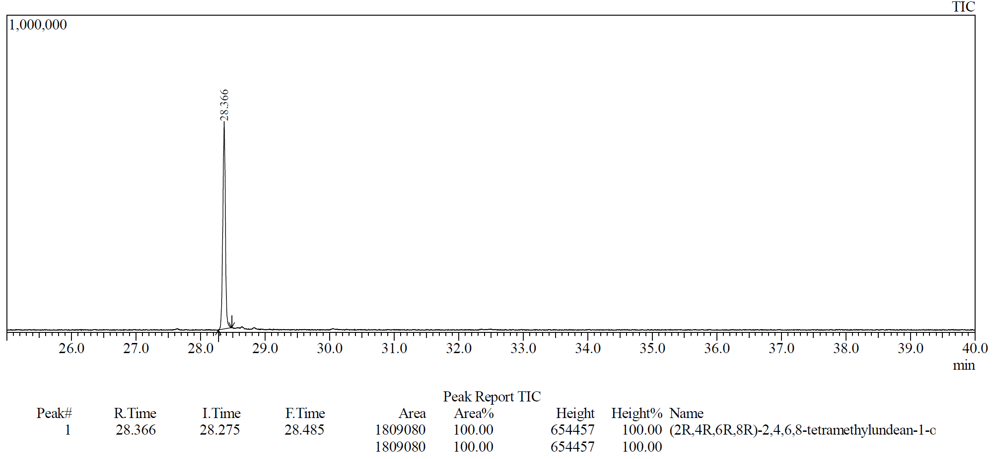 TIC
1,000,000
28.366
26.0 27.0 28.0 29.0 30.0 31.0 32.0 33.0 34.0 35.0 36.0 37.0 38.0 39.0 40.0
min
Peak Report TIC
Peak# R.Time I.Time F.Time Area Area% Height Height% Name
1 28.366 28.275 28.485 1809080 100.00 654457 100.00 (2R,4R,6R,8R)-2,4,6,8-tetramethylundean-1-o
1809080 100.00 654457 100.00